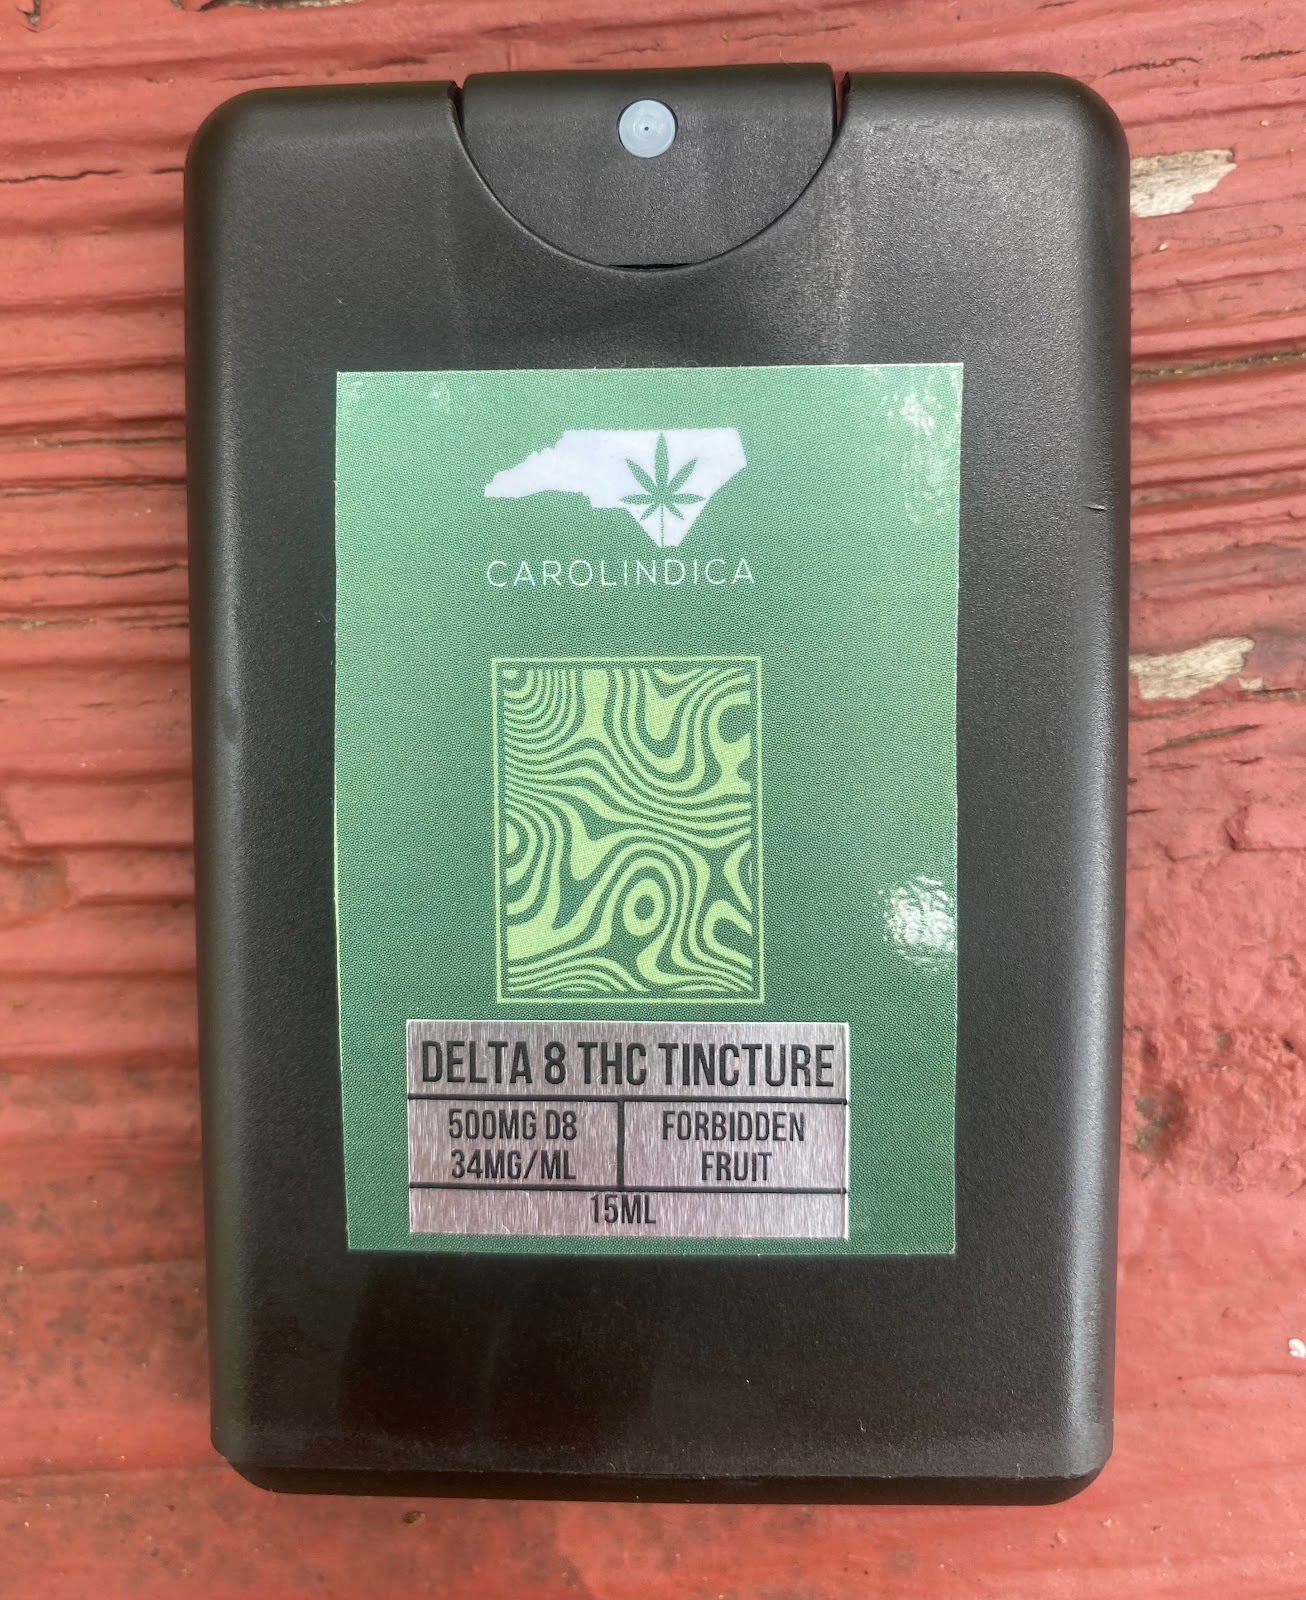 CAROLINDICA
DELTA 8 THC TINCTURE
500MG D8
34MG/ML
FORBIDDEN
FRUIT
15ML